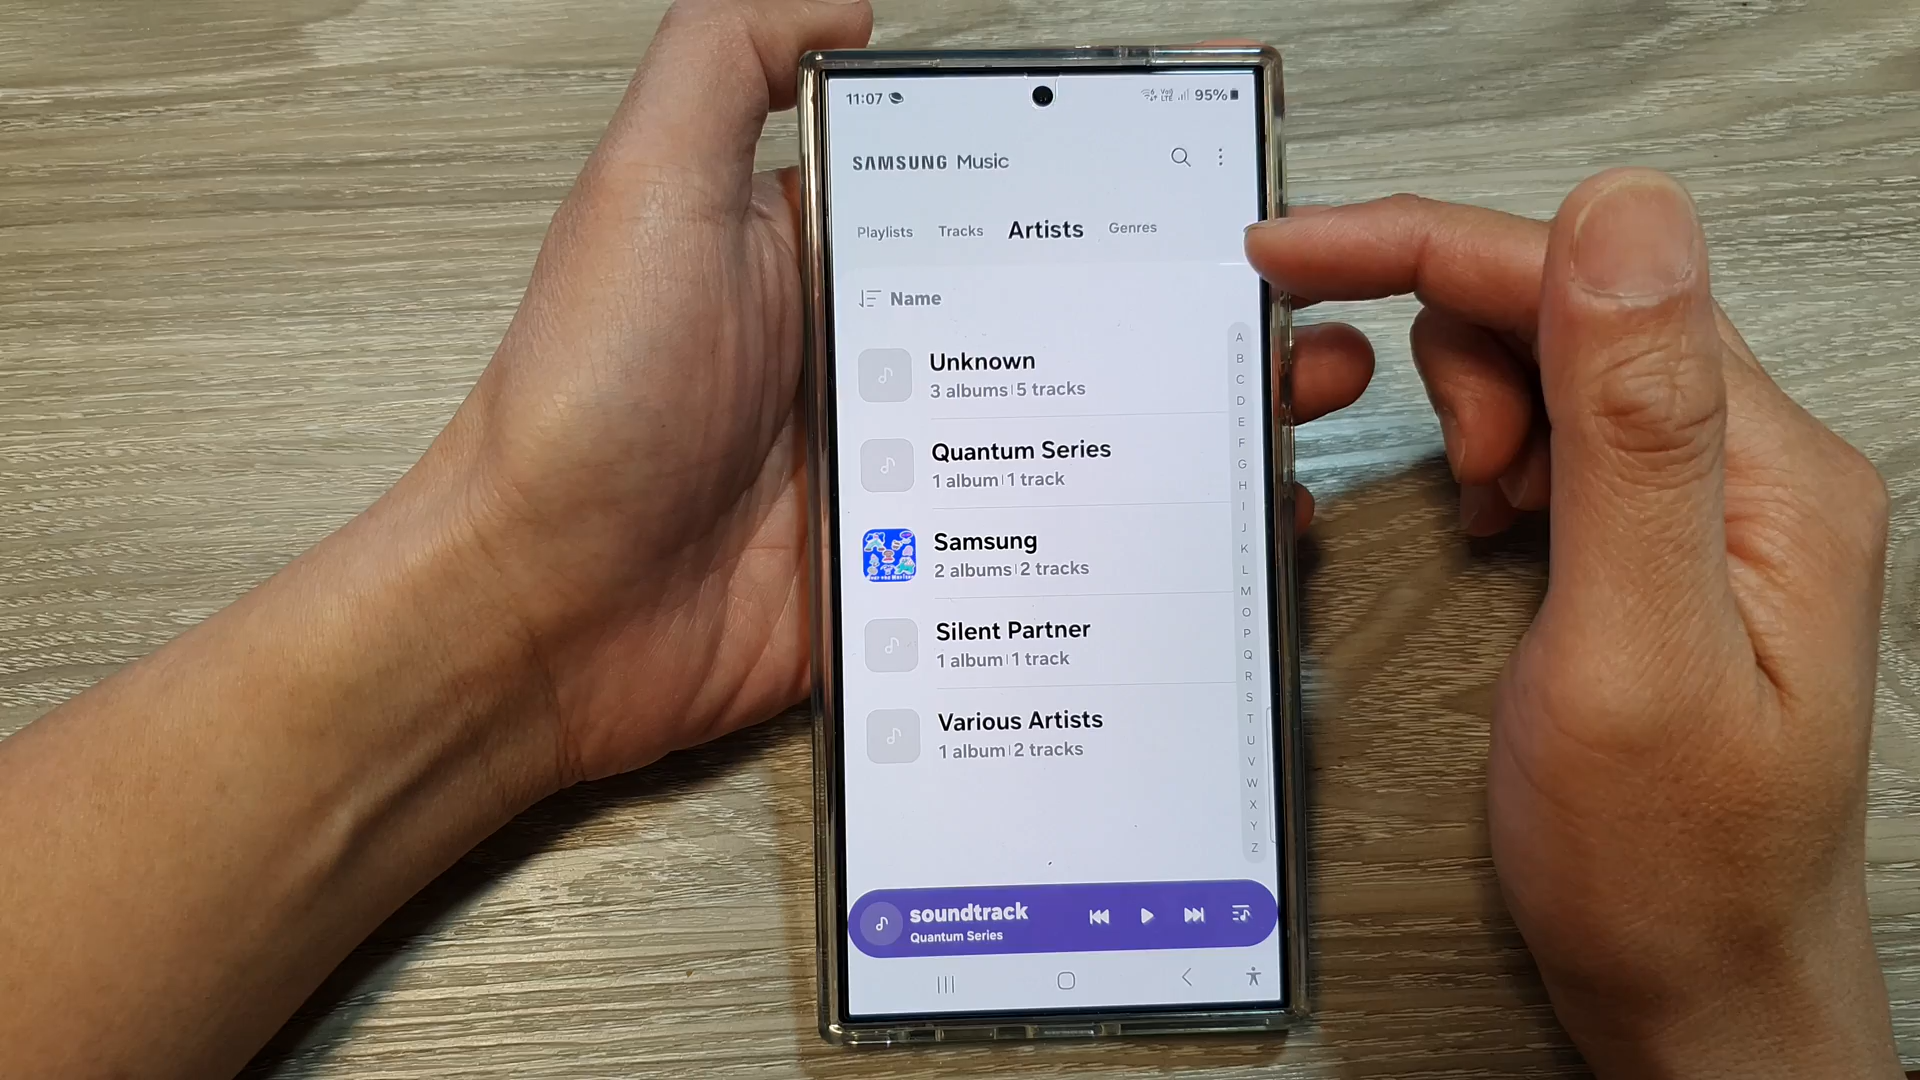 11:07 95%
SAMSUNG Music
Playlists Tracks Artists Genres
Name
Unknown
3 albums | 5 tracks
Quantum Series
1 album | 1 track
Samsung
2 albums | 2 tracks
Silent Partner
1 album | 1 track
Various Artists
1 album | 2 tracks
A
B
C
D
E
F
G
H
I
J
K
L
M
O
P
Q
R
S
T
U
V
W
X
Y
Z
soundtrack
Quantum Series